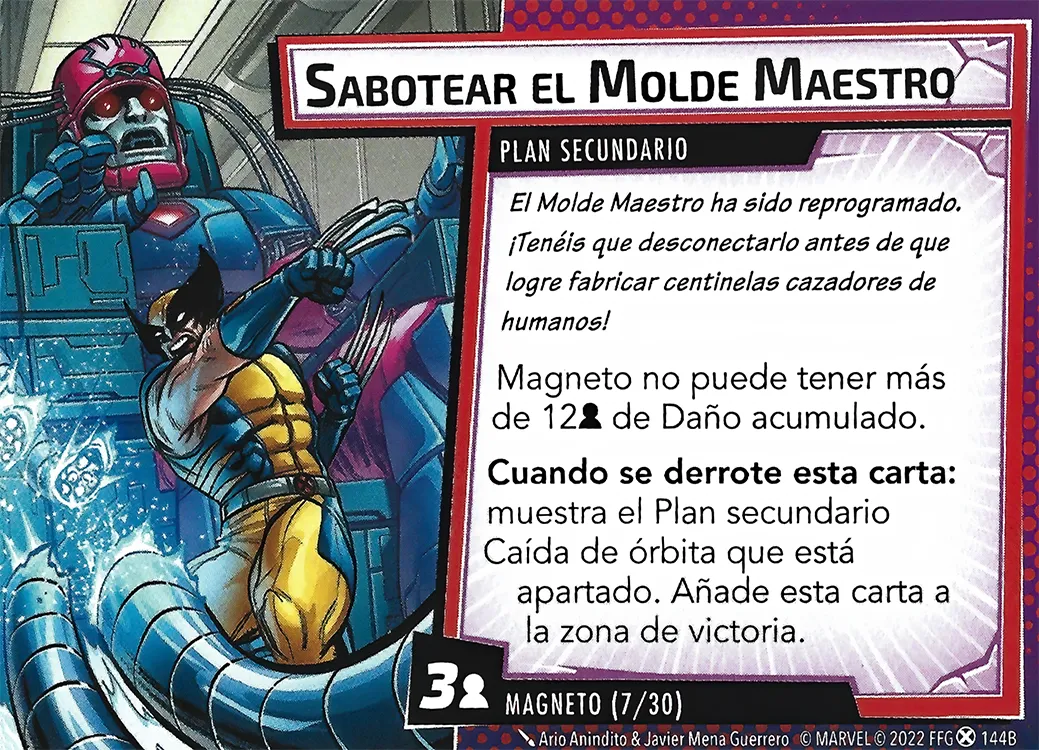 SABOTEAR EL MOLDE MAESTRO
PLAN SECUNDARIO
El Molde Maestro ha sido reprogramado.
¡Tenéis que desconectarlo antes de que
logre fabricar centinelas cazadores de
humanos!
Magneto no puede tener más
de 12 de Daño acumulado.
Cuando se derrote esta carta:
muestra el Plan secundario
Caída de órbita que está
apartado. Añade esta carta a
la zona de victoria.
3
MAGNETO (7/30)
Ario Anindito & Javier Mena Guerrero © MARVEL © 2022 FFG 144B